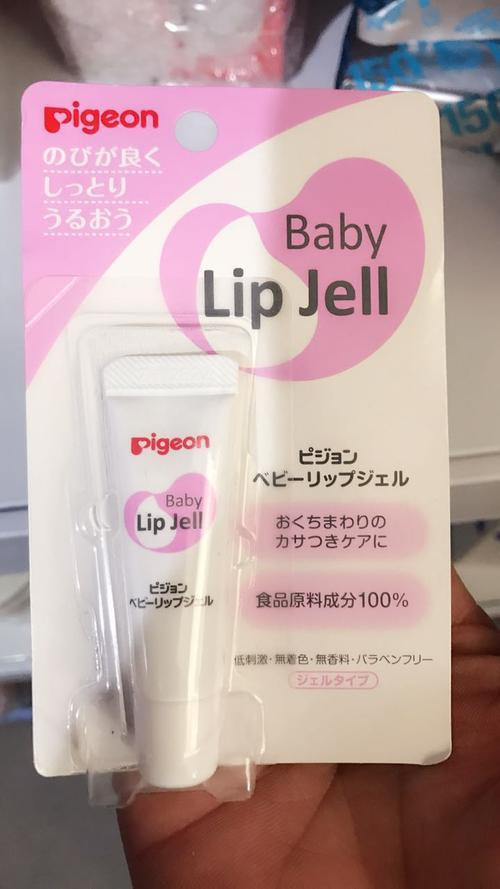 Pigeon
のびが良く
しっとり
うるおう
Baby
Lip Jell
Pigeon
Baby
Lip Jell
ピジョン
ベビーリップジェル
ピジョン
ベビーリップジェル
おくちまわりの
カサつきケアに
食品原料成分100%
低刺激・無着色・無香料・パラベンフリー
ジェルタイプ
150
150